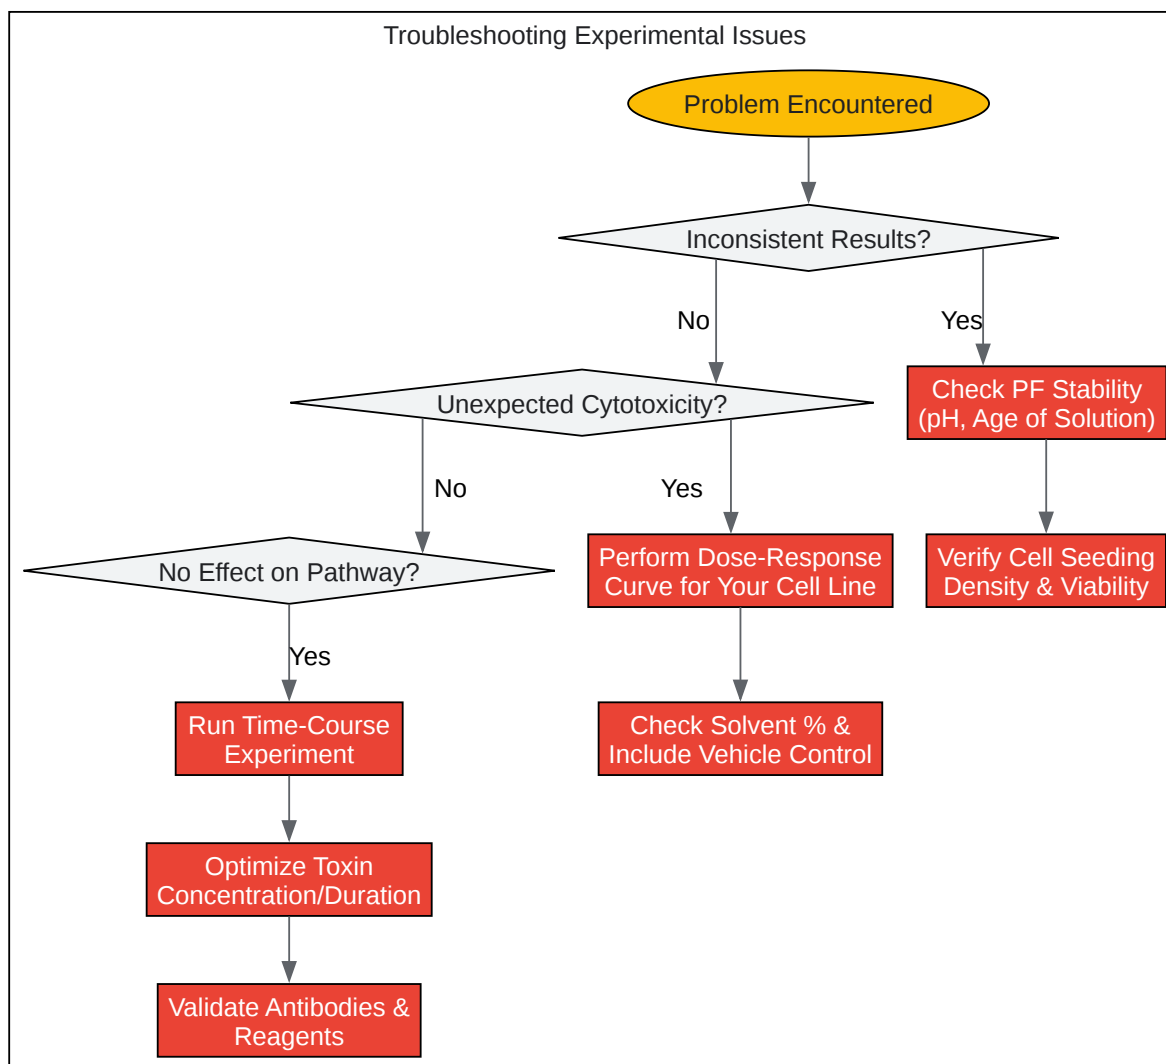 Troubleshooting Experimental Issues
Problem Encountered
Inconsistent Results?
No
Yes
Unexpected Cytotoxicity?
Check PF Stability
(pH, Age of Solution)
No
Yes
No Effect on Pathway?
Perform Dose-Response
Curve for Your Cell Line
Verify Cell Seeding
Density & Viability
Yes
Run Time-Course
Experiment
Check Solvent % &
Include Vehicle Control
Optimize Toxin
Concentration/Duration
Validate Antibodies &
Reagents